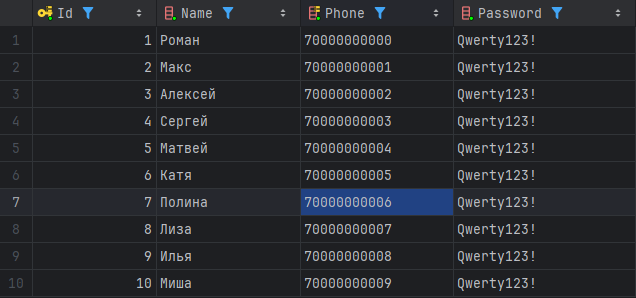 Id Name Phone Password
1 1 Роман 70000000000 Qwerty123!
2 2 Макс 70000000001 Qwerty123!
3 3 Алексей 70000000002 Qwerty123!
4 4 Сергей 70000000003 Qwerty123!
5 5 Матвей 70000000004 Qwerty123!
6 6 Катя 70000000005 Qwerty123!
7 7 Полина 70000000006 Qwerty123!
8 8 Лиза 70000000007 Qwerty123!
9 9 Илья 70000000008 Qwerty123!
10 10 Миша 70000000009 Qwerty123!